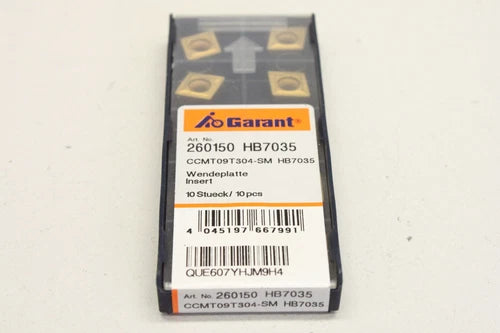 Garant®
Art. No.
260150 HB7035
CCMT09T304-SM HB7035
Wendeplatte
Insert
10 Stueck/ 10 pcs
4 045197 667991
QUE607YHJM9H4
Art. No. 260150 HB7035
CCMT09T304-SM HB7035